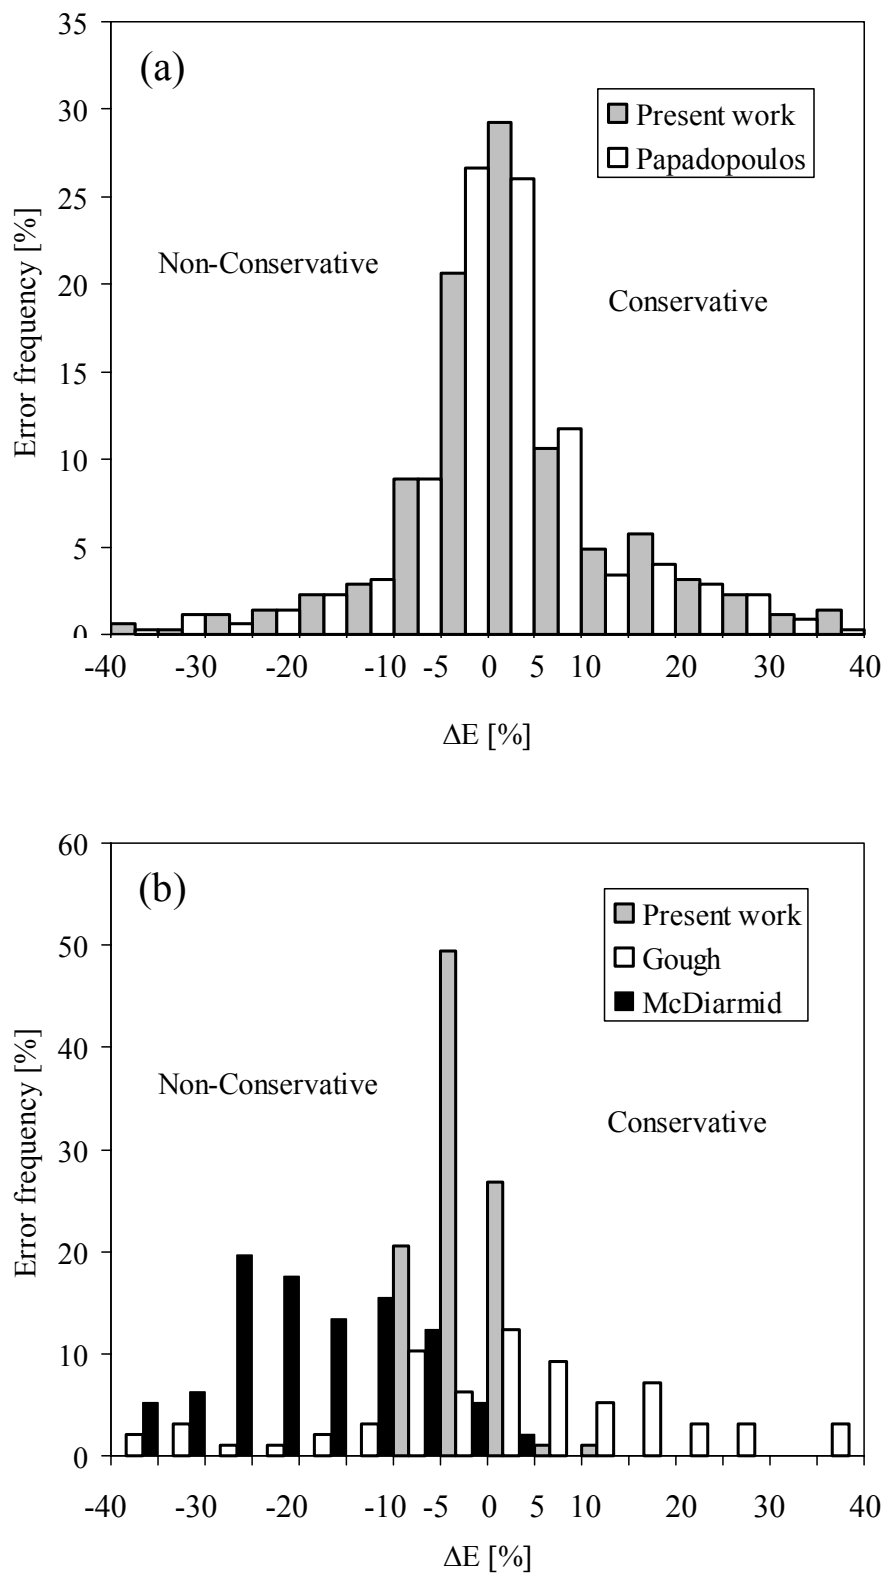 35
(a)
30
Present work
Papadopoulos
25
Error frequency [%]
Non-Conservative
Conservative
20
15
10
5
0
-40 -30 -20 -10 -5 0 5 10 20 30 40
ΔE [%]
60
(b)
Present work
50
Gough
McDiarmid
40
Error frequency [%]
Non-Conservative
Conservative
30
20
10
0
-40 -30 -20 -10 -5 0 5 10 20 30 40
ΔE [%]